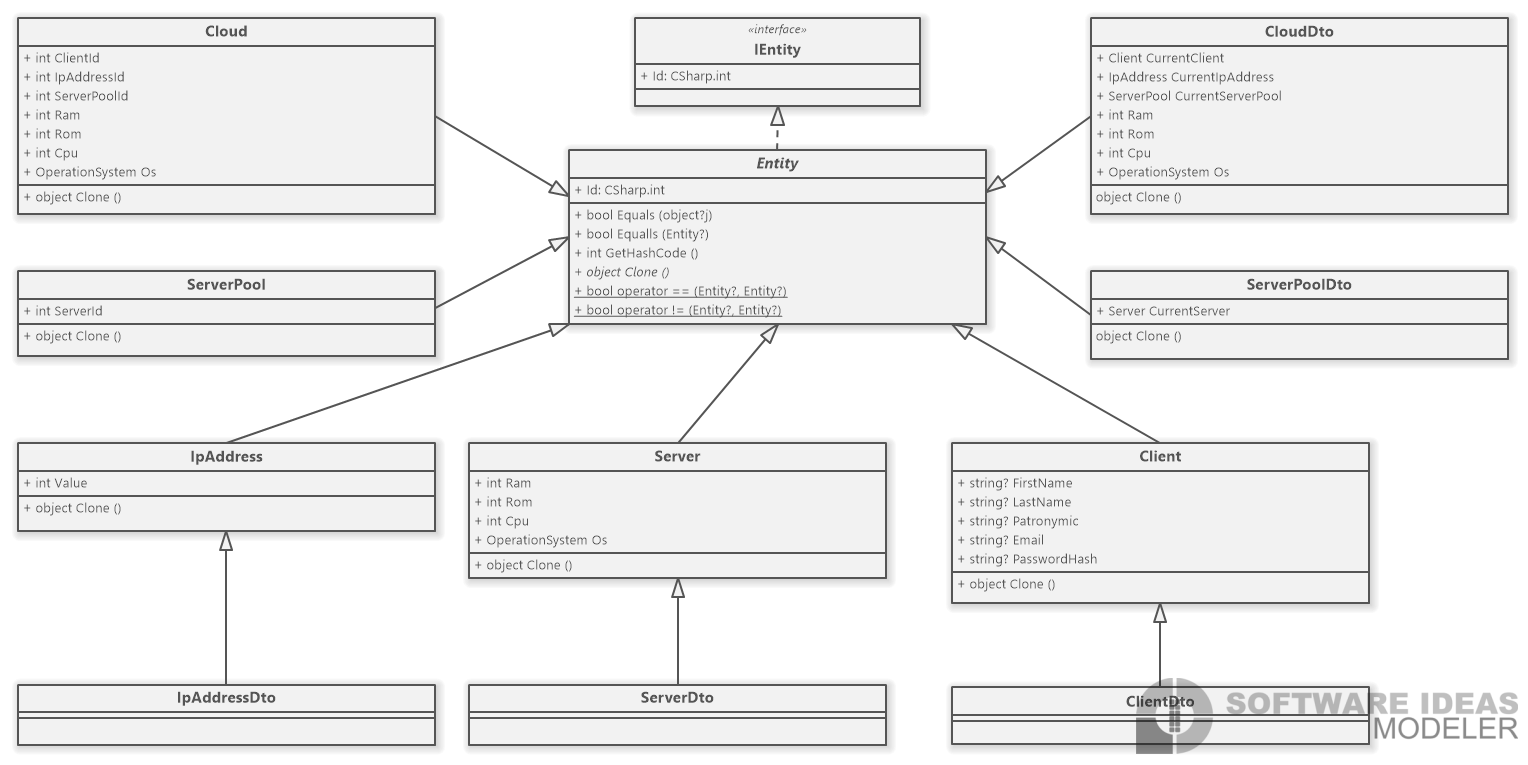 Cloud
+ int ClientId
+ int IpAddressId
+ int ServerPoolId
+ int Ram
+ int Rom
+ int Cpu
+ OperationSystem Os
+ object Clone ()
«interface»
IEntity
+ Id: CSharp.int
CloudDto
+ Client CurrentClient
+ IpAddress CurrentIpAddress
+ ServerPool CurrentServerPool
+ int Ram
+ int Rom
+ int Cpu
+ OperationSystem Os
object Clone ()
Entity
+ Id: CSharp.int
+ bool Equals (object?j)
+ bool Equalls (Entity?)
+ int GetHashCode ()
+ object Clone ()
+ bool operator == (Entity?, Entity?)
+ bool operator != (Entity?, Entity?)
ServerPool
+ int ServerId
+ object Clone ()
ServerPoolDto
+ Server CurrentServer
object Clone ()
IpAddress
+ int Value
+ object Clone ()
Server
+ int Ram
+ int Rom
+ int Cpu
+ OperationSystem Os
+ object Clone ()
Client
+ string? FirstName
+ string? LastName
+ string? Patronymic
+ string? Email
+ string? PasswordHash
+ object Clone ()
IpAddressDto
ServerDto
ClientDto
SOFTWARE IDEAS
MODELER